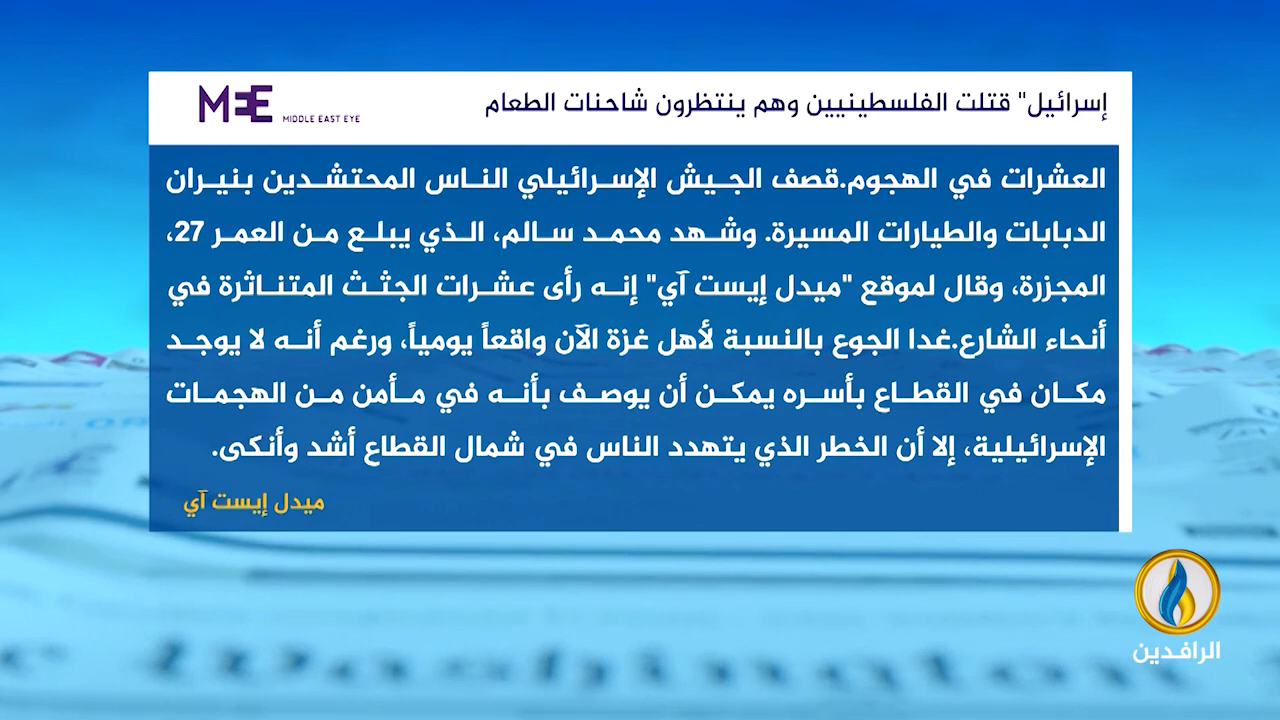 إسرائيل" قتلت الفلسطينيين وهم ينتظرون شاحنات الطعام
MEE
MIDDLE EAST EYE
العشرات في الهجوم.قصف الجيش الإسرائيلي الناس المحتشدين بنيران
الدبابات والطيارات المسيرة. وشهد محمد سالم، الذي يبلغ من العمر 27،
المجزرة، وقال لموقع "ميدل إيست آي" إنه رأى عشرات الجثث المتناثرة في
أنحاء الشارع.غدا الجوع بالنسبة لأهل غزة الآن واقعاً يومياً، ورغم أنه لا يوجد
مكان في القطاع بأسره يمكن أن يوصف بأنه في مأمن من الهجمات
الإسرائيلية، إلا أن الخطر الذي يتهدد الناس في شمال القطاع أشد وأنكى.
ميدل إيست آي
الرافدين